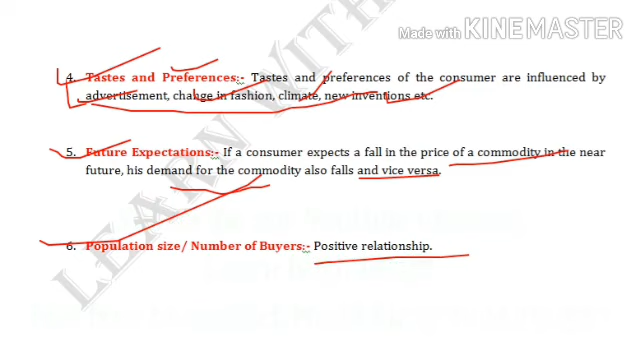 Made with KINEMASTER
4. Tastes and Preferences:- Tastes and preferences of the consumer are influenced by
advertisement, change in fashion, climate, new inventions etc.
5. Future Expectations:- If a consumer expects a fall in the price of a commodity in the near
future, his demand for the commodity also falls and vice versa.
6. Population size/ Number of Buyers:- Positive relationship.
LEARN WITH